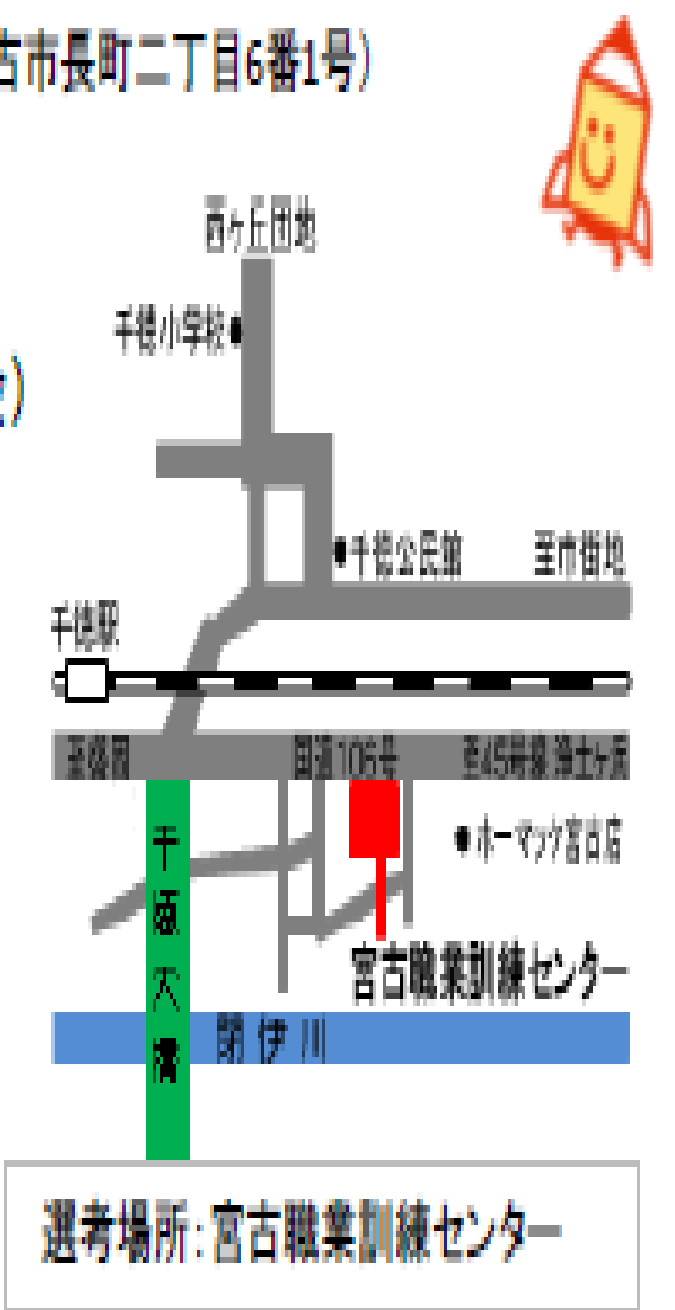 古市長町二丁目6番1号）
西ヶ丘団地
千徳小学校●
）
●千徳公民館
至市街地
千徳駅
至盛岡
国道106号
至45号線 浄土ヶ浜
千徳大橋
●ホーマック宮古店
宮古職業訓練センター
閉伊川
選考場所：宮古職業訓練センター